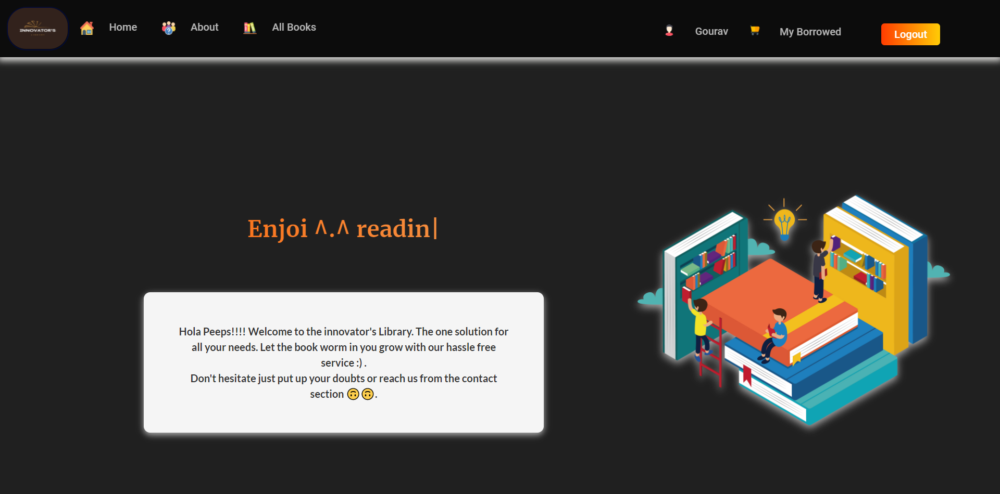 INNOVATOR'S
Home
About
All Books
Gourav
My Borrowed
Logout
Enjoi ^.^ readin|
Hola Peeps!!!! Welcome to the innovator's Library. The one solution for
all your needs. Let the book worm in you grow with our hassle free
service :) .
Don't hesitate just put up your doubts or reach us from the contact
section 🙃🙃.